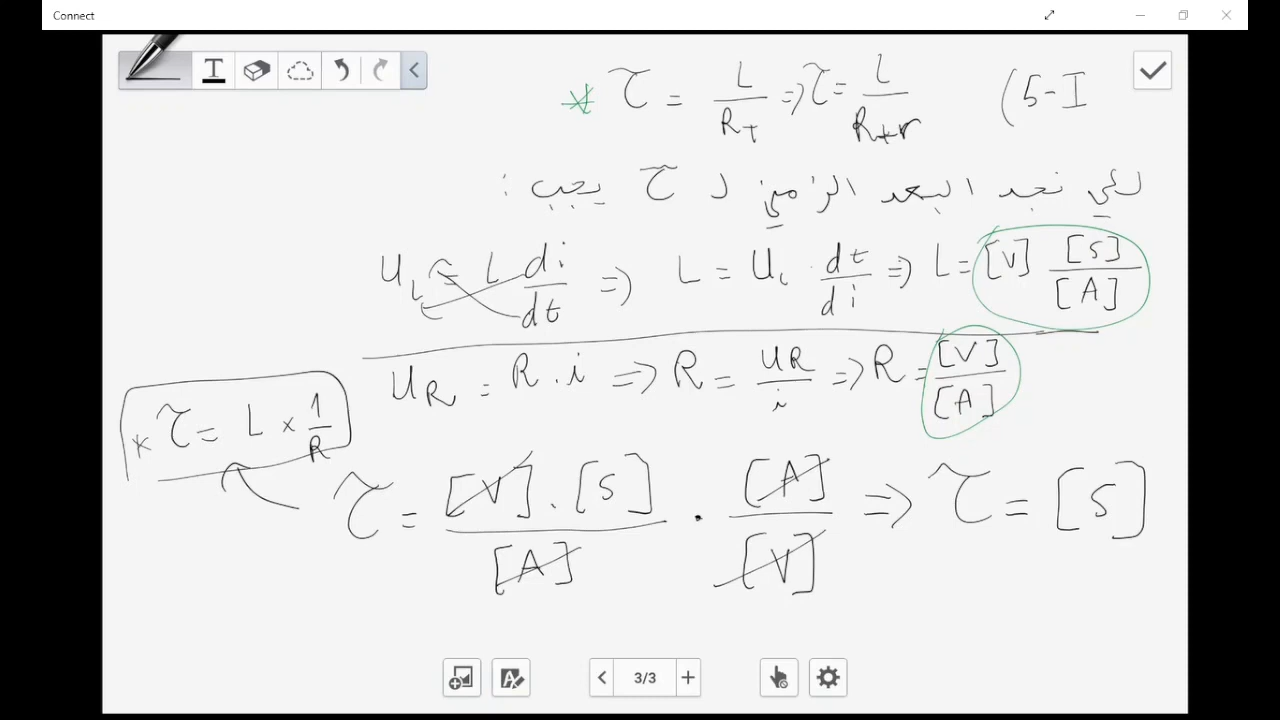 Connect
T
(5-I
* τ = L/R_T => τ = L/R+r
لكي نجد البعد الزمني ل τ يجب :
U_L = L di/dt => L = U_L . dt/di => L = [V] [S]/[A]
U_R = R . i => R = U_R/i => R = [V]/[A]
* τ = L × 1/R
τ = [V] . [S]/[A] . [A]/[V] => τ = [S]
3/3